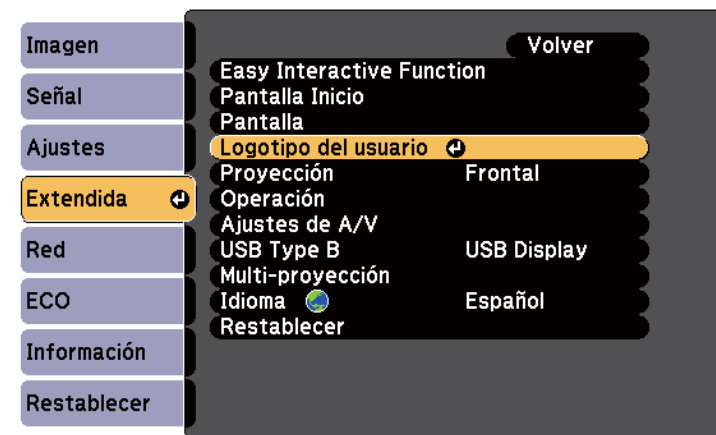 Imagen
Señal
Ajustes
Extendida
Red
ECO
Información
Restablecer
Volver
Easy Interactive Function
Pantalla Inicio
Pantalla
Logotipo del usuario
Proyección Frontal
Operación
Ajustes de A/V
USB Type B USB Display
Multi-proyección
Idioma Español
Restablecer